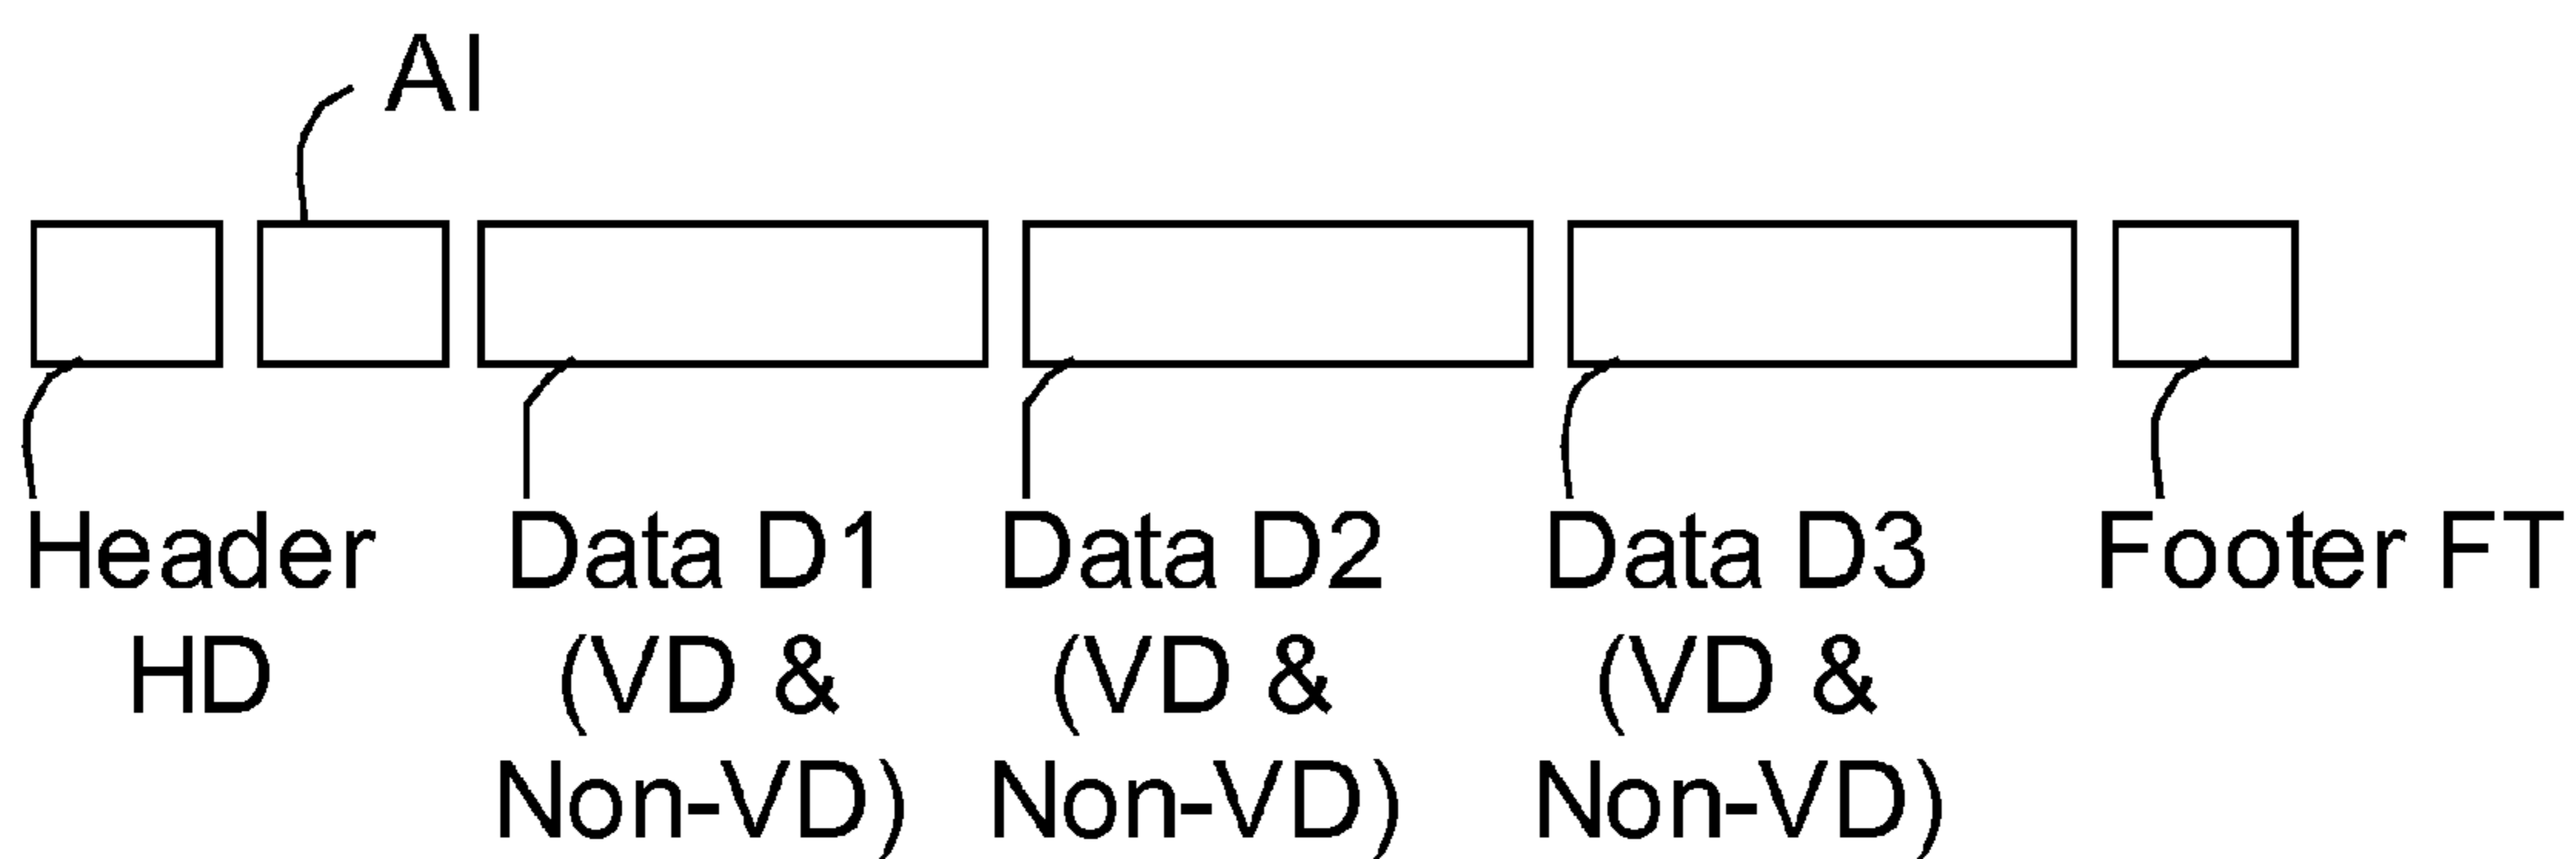 AI
Header
HD
Data D1
(VD &
Non-VD)
Data D2
(VD &
Non-VD)
Data D3
(VD &
Non-VD)
Footer FT